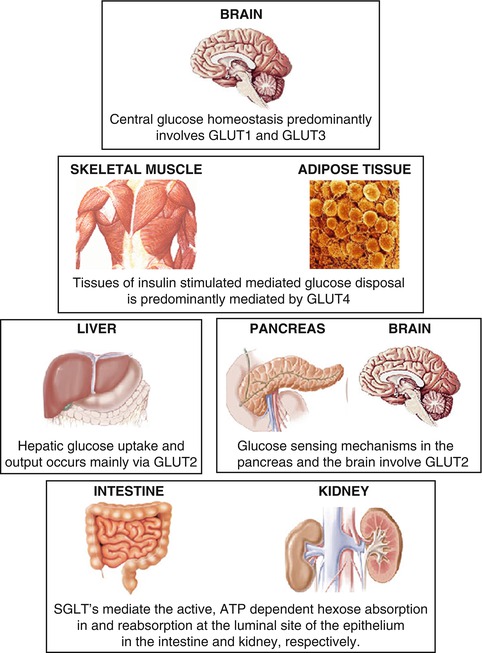 BRAIN
Central glucose homeostasis predominantly
involves GLUT1 and GLUT3
SKELETAL MUSCLE
ADIPOSE TISSUE
Tissues of insulin stimulated mediated glucose disposal
is predominantly mediated by GLUT4
LIVER
Hepatic glucose uptake and
output occurs mainly via GLUT2
PANCREAS
BRAIN
Glucose sensing mechanisms in the
pancreas and the brain involve GLUT2
INTESTINE
KIDNEY
SGLT's mediate the active, ATP dependent hexose absorption
in and reabsorption at the luminal site of the epithelium
in the intestine and kidney, respectively.